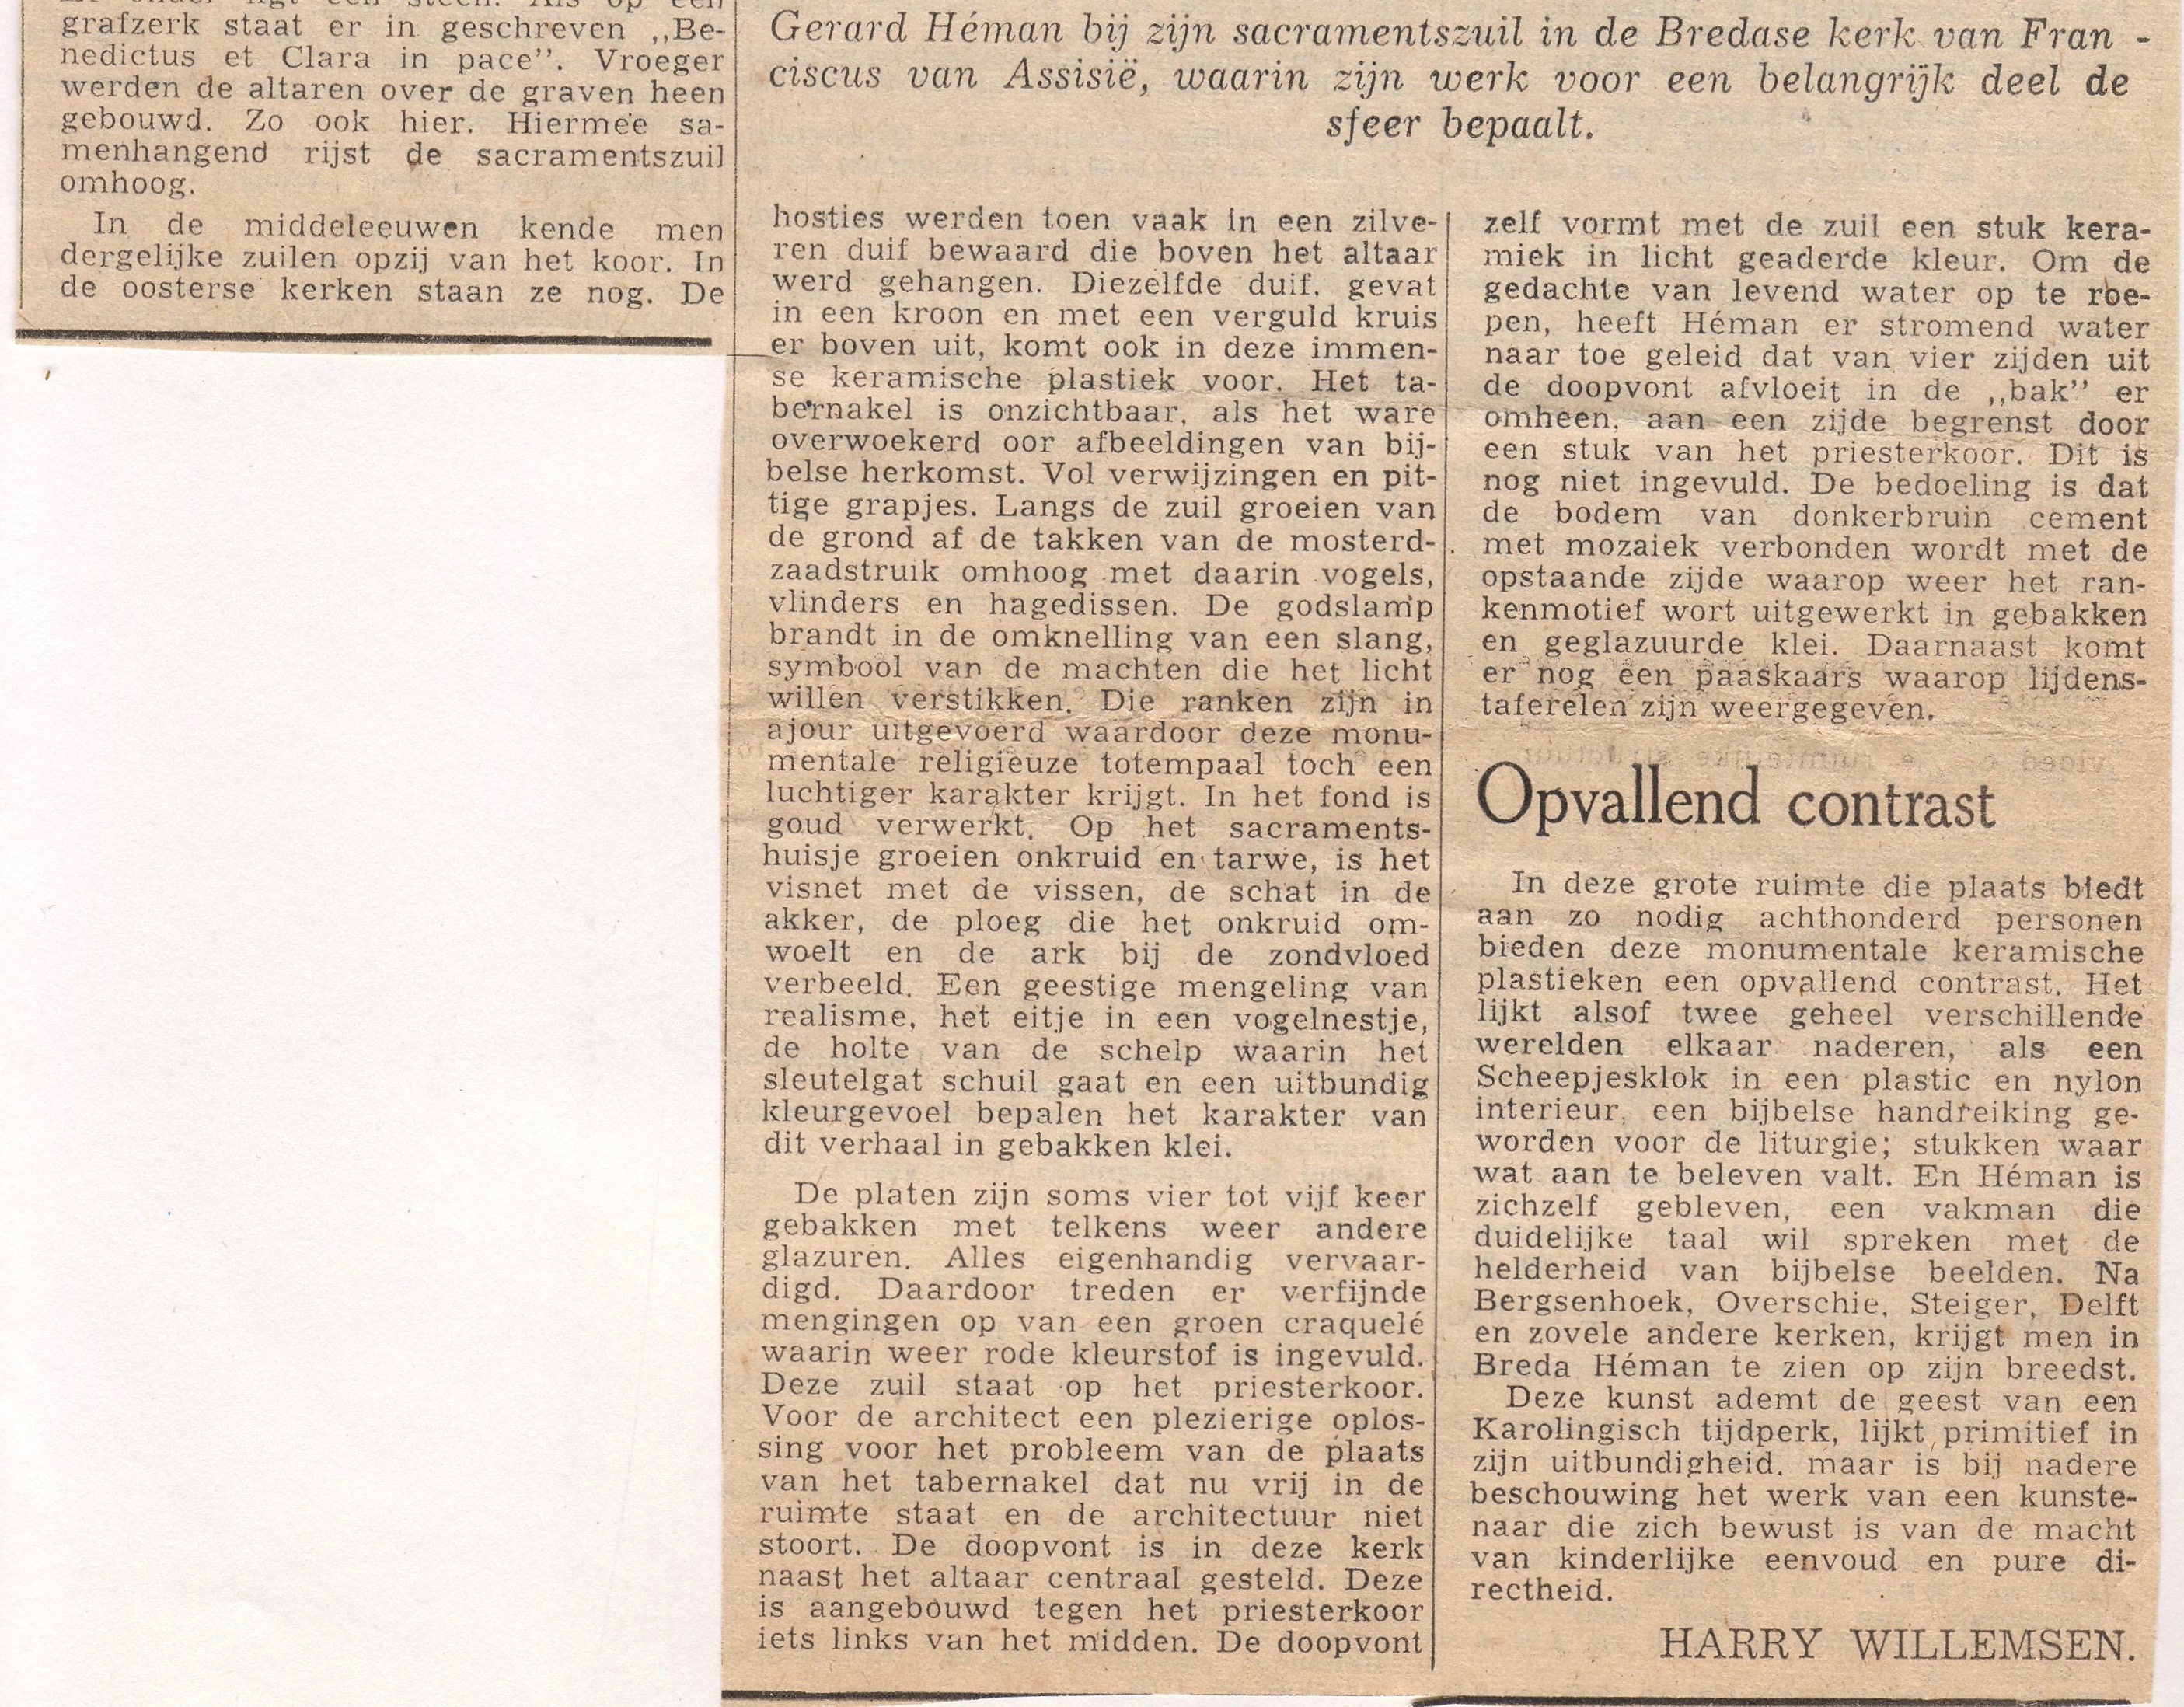 grafzerk staat er in geschreven ,,Be-
nedictus et Clara in pace”. Vroeger
werden de altaren over de graven heen
gebouwd. Zo ook hier. Hiermee sa-
menhangend rijst de sacramentszuil
omhoog.
In de middeleeuwen kende men
dergelijke zuilen opzij van het koor. In
de oosterse kerken staan ze nog. De
Gerard Héman bij zijn sacramentszuil in de Bredase kerk van Fran -
ciscus van Assisië, waarin zijn werk voor een belangrijk deel de
sfeer bepaalt.
hosties werden toen vaak in een zilve-
ren duif bewaard die boven het altaar
werd gehangen. Diezelfde duif. gevat
in een kroon en met een verguld kruis
er boven uit, komt ook in deze immen-
se keramische plastiek voor. Het ta-
bernakel is onzichtbaar, als het ware
overwoekerd oor afbeeldingen van bij-
belse herkomst. Vol verwijzingen en pit-
tige grapjes. Langs de zuil groeien van
de grond af de takken van de mosterd-
zaadstruik omhoog met daarin vogels,
vlinders en hagedissen. De godslamp
brandt in de omknelling van een slang,
symbool van de machten die het licht
willen verstikken. Die ranken zijn in
ajour uitgevoerd waardoor deze monu-
mentale religieuze totempaal toch een
luchtiger karakter krijgt. In het fond is
goud verwerkt. Op het sacraments-
huisje groeien onkruid en tarwe, is het
visnet met de vissen, de schat in de
akker, de ploeg die het onkruid om-
woelt en de ark bij de zondvloed
verbeeld. Een geestige mengeling van
realisme, het eitje in een vogelnestje,
de holte van de schelp waarin het
sleutelgat schuil gaat en een uitbundig
kleurgevoel bepalen het karakter van
dit verhaal in gebakken klei.
De platen zijn soms vier tot vijf keer
gebakken met telkens weer andere
glazuren. Alles eigenhandig vervaar-
digd. Daardoor treden er verfijnde
mengingen op van een groen craquelé
waarin weer rode kleurstof is ingevuld.
Deze zuil staat op het priesterkoor.
Voor de architect een plezierige oplos-
sing voor het probleem van de plaats
van het tabernakel dat nu vrij in de
ruimte staat en de architectuur niet
stoort. De doopvont is in deze kerk
naast het altaar centraal gesteld. Deze
is aangebouwd tegen het priesterkoor
iets links van het midden. De doopvont
zelf vormt met de zuil een stuk kera-
miek in licht geaderde kleur. Om de
gedachte van levend water op te roe-
pen, heeft Héman er stromend water
naar toe geleid dat van vier zijden uit
de doopvont afvloeit in de ,,bak” er
omheen, aan een zijde begrenst door
een stuk van het priesterkoor. Dit is
nog niet ingevuld. De bedoeling is dat
de bodem van donkerbruin cement
met mozaiek verbonden wordt met de
opstaande zijde waarop weer het ran-
kenmotief wort uitgewerkt in gebakken
en geglazuurde klei. Daarnaast komt
er nog een paaskaars waarop lijdens-
taferelen zijn weergegeven.
Opvallend contrast
In deze grote ruimte die plaats biedt
aan zo nodig achthonderd personen
bieden deze monumentale keramische
plastieken een opvallend contrast. Het
lijkt alsof twee geheel verschillende
werelden elkaar naderen, als een
Scheepjesklok in een plastic en nylon
interieur, een bijbelse handreiking ge-
worden voor de liturgie; stukken waar
wat aan te beleven valt. En Héman is
zichzelf gebleven, een vakman die
duidelijke taal wil spreken met de
helderheid van bijbelse beelden. Na
Bergsenhoek, Overschie, Steiger, Delft
en zovele andere kerken, krijgt men in
Breda Héman te zien op zijn breedst.
Deze kunst ademt de geest van een
Karolingisch tijdperk, lijkt primitief in
zijn uitbundigheid. maar is bij nadere
beschouwing het werk van een kunste-
naar die zich bewust is van de macht
van kinderlijke eenvoud en pure di-
rectheid.
HARRY WILLEMSEN.